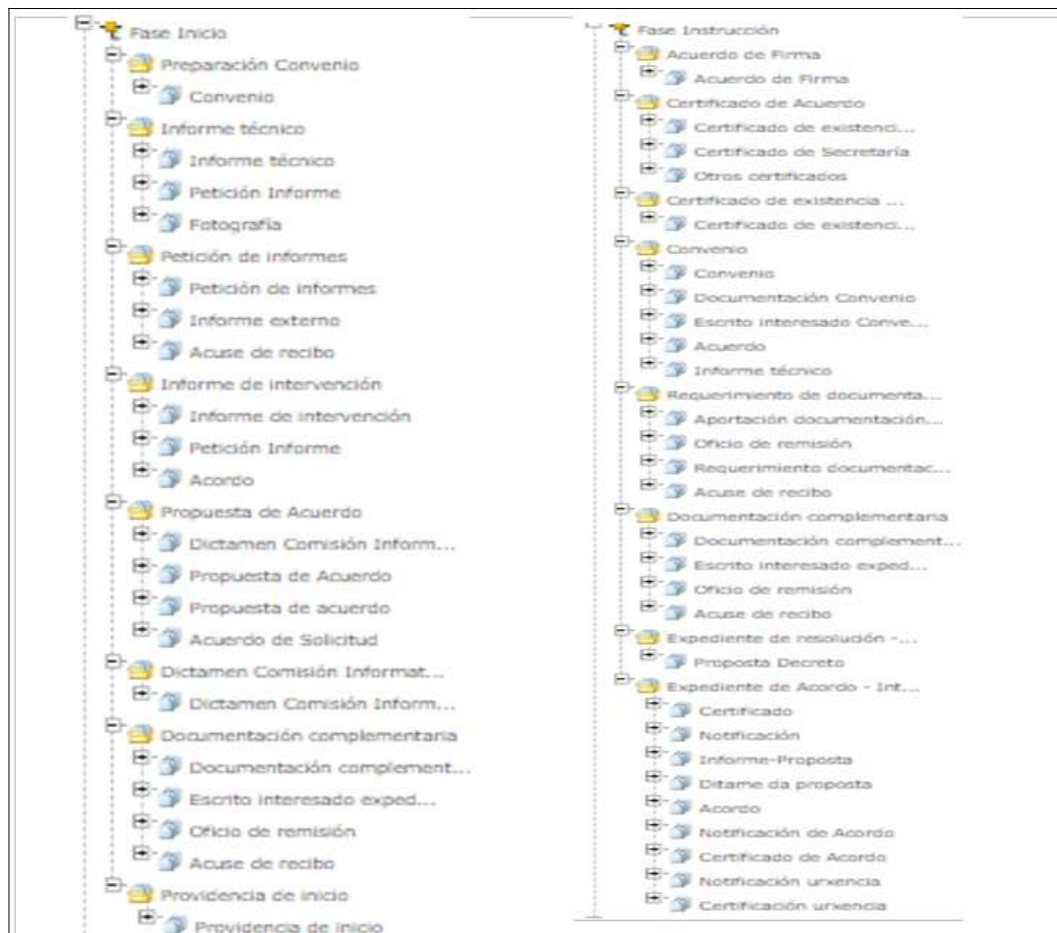 Fase Inicio
Preparación Convenio
Convenio
Informe técnico
Informe técnico
Petición Informe
Fotografía
Petición de informes
Petición de informes
Informe externo
Acuse de recibo
Informe de intervención
Informe de intervención
Petición Informe
Acordo
Propuesta de Acuerdo
Dictamen Comisión Inform...
Propuesta de Acuerdo
Propuesta de acuerdo
Acuerdo de Solicitud
Dictamen Comisión Informat...
Dictamen Comisión Inform...
Documentación complementaria
Documentación complement...
Escrito interesado exped...
Oficio de remisión
Acuse de recibo
Providencia de inicio
Providencia de inicio
Fase Instrucción
Acuerdo de Firma
Acuerdo de Firma
Certificado de Acuerdo
Certificado de existenci...
Certificado de Secretaría
Otros certificados
Certificado de existencia ...
Certificado de existenci...
Convenio
Convenio
Documentación Convenio
Escrito interesado Conve...
Acuerdo
Informe técnico
Requerimiento de documenta...
Aportación documentación...
Oficio de remisión
Requerimiento documentac...
Acuse de recibo
Documentación complementaria
Documentación complement...
Escrito interesado exped...
Oficio de remisión
Acuse de recibo
Expediente de resolución -...
Proposta Decreto
Expediente de Acordo - Int...
Certificado
Notificación
Informe-Proposta
Ditame da proposta
Acordo
Notificación de Acordo
Certificado de Acordo
Notificación urxencia
Certificación urxencia